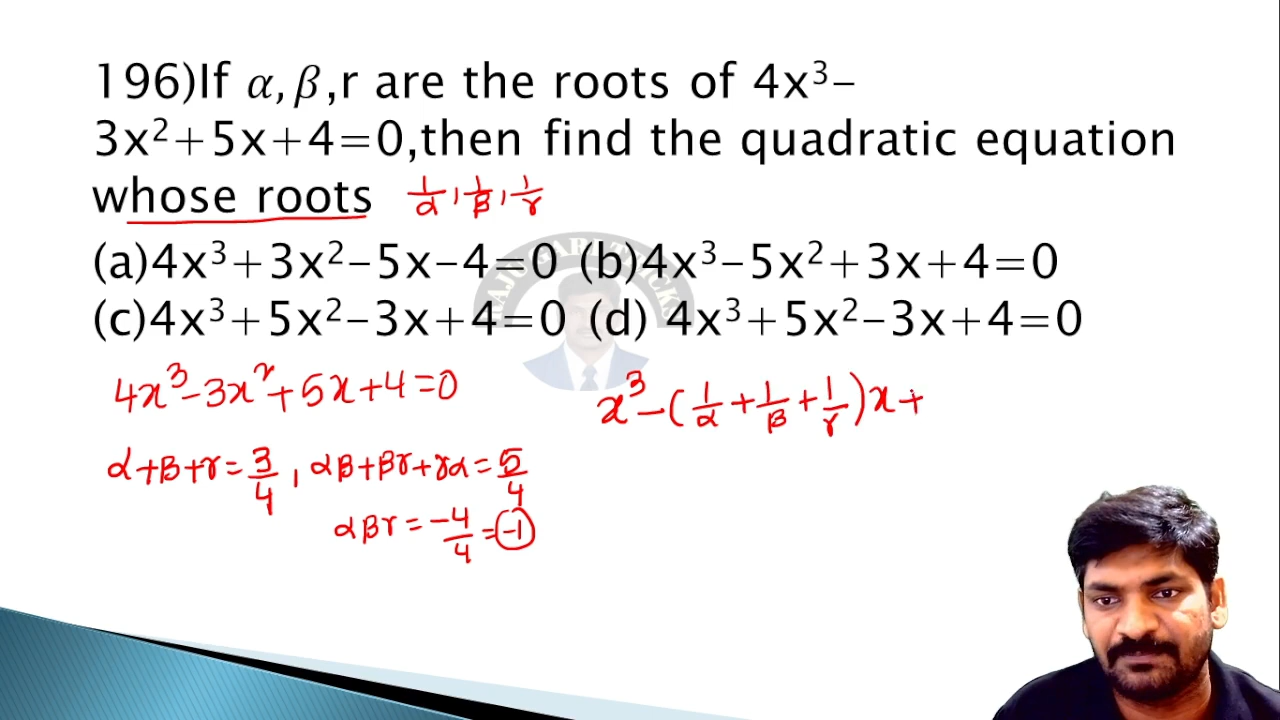 196)If α,β,r are the roots of 4x³–
3x²+5x+4=0,then find the quadratic equation
whose roots 1/α, 1/β, 1/γ
(a)4x³+3x²–5x–4=0 (b)4x³–5x²+3x+4=0
(c)4x³+5x²–3x+4=0 (d) 4x³+5x²–3x+4=0
4x³-3x²+5x+4=0
x³-(1/α+1/β+1/γ)x+
α+β+γ=3/4, αβ+βγ+γα=5/4
αβγ=-4/4=-1